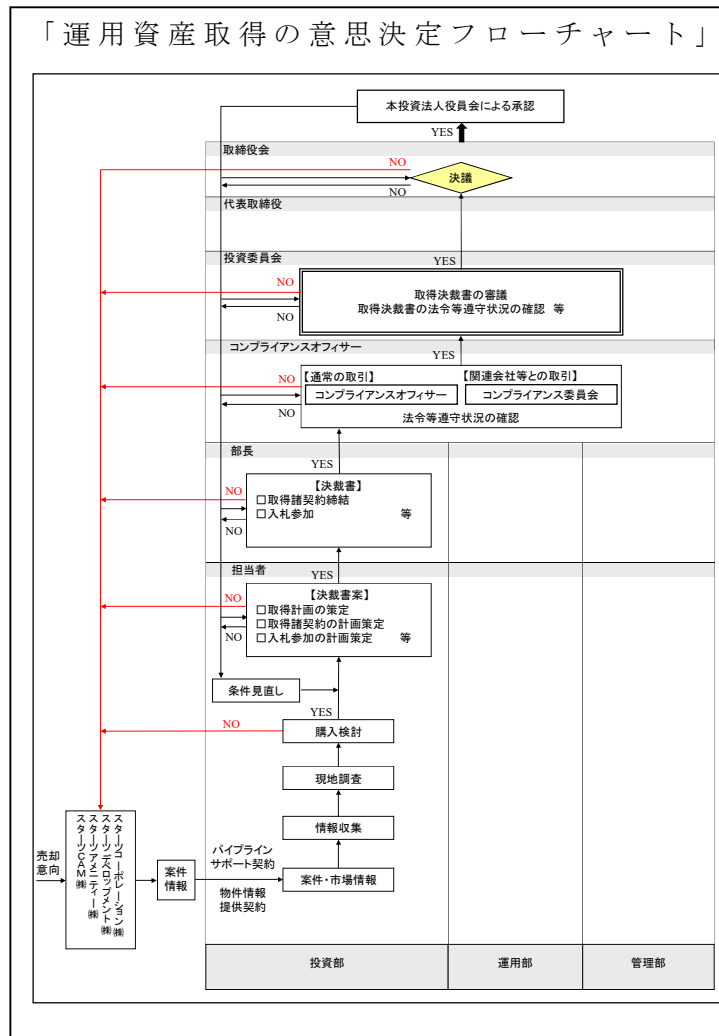 「運用資産取得の意思決定フローチャート」
本投資法人役員会による承認
YES
取締役会
NO
決議
NO
代表取締役
投資委員会
YES
NO
取得決裁書の審議
取得決裁書の法令等遵守状況の確認 等
NO
コンプライアンスオフィサー
YES
【通常の取引】
【関連会社等との取引】
NO
コンプライアンスオフィサー
コンプライアンス委員会
NO
法令等遵守状況の確認
部長
YES
【決裁書】
NO
□取得諸契約締結
□入札参加 等
NO
担当者
YES
【決裁書案】
NO
□取得計画の策定
□取得諸契約の計画策定
□入札参加の計画策定 等
NO
条件見直し
YES
NO
購入検討
現地調査
情報収集
売却
意向
スターツコーポレーション㈱
スターツデベロップメント㈱
スターツアメニティー㈱
スターツCAM㈱
案件
情報
パイプライン
サポート契約
物件情報
提供契約
案件・市場情報
投資部
運用部
管理部